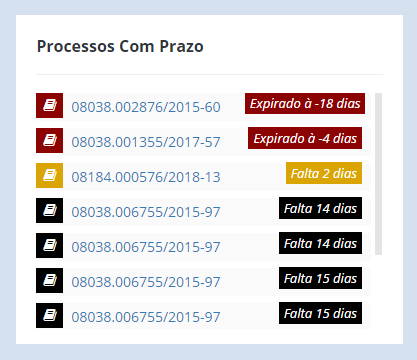 Processos Com Prazo
08038.002876/2015-60 Expirado à -18 dias
08038.001355/2017-57 Expirado à -4 dias
08184.000576/2018-13 Falta 2 dias
08038.006755/2015-97 Falta 14 dias
08038.006755/2015-97 Falta 14 dias
08038.006755/2015-97 Falta 15 dias
08038.006755/2015-97 Falta 15 dias